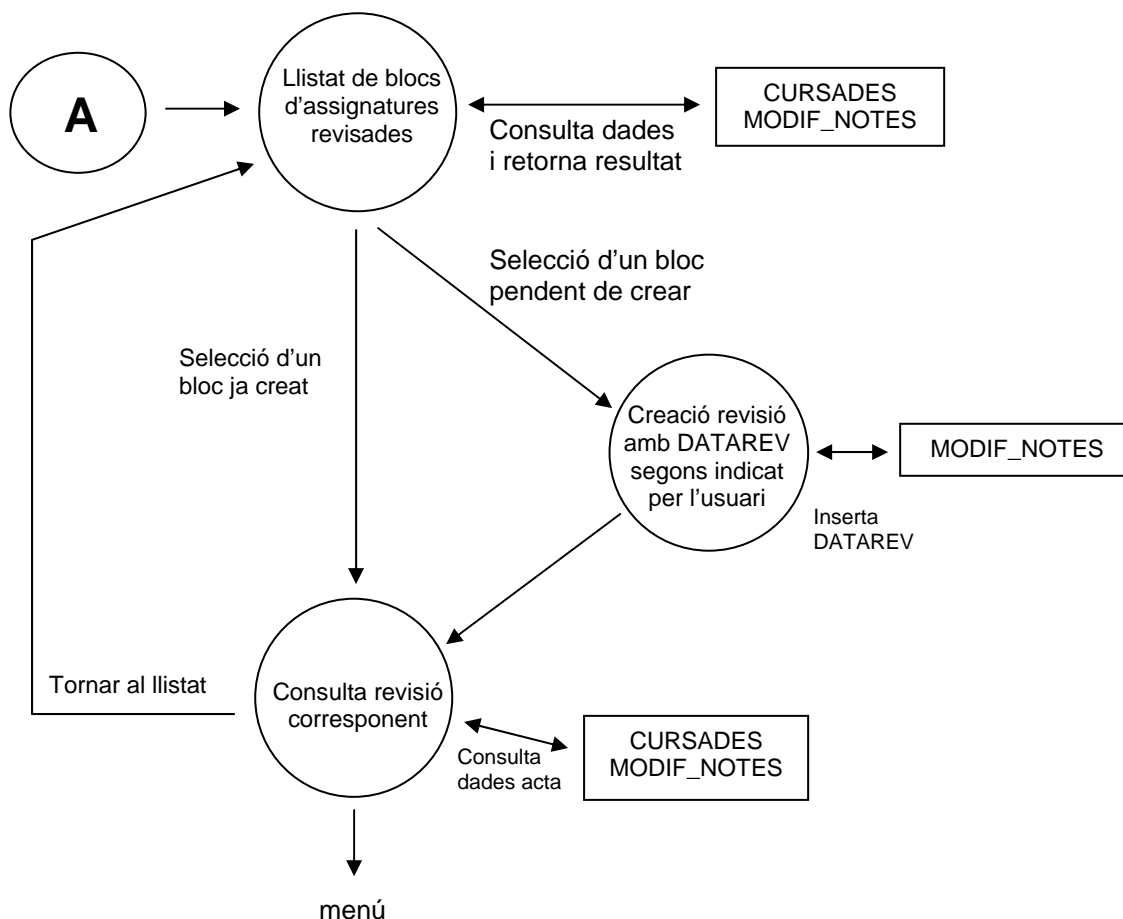 A
Llistat de blocs
d’assignatures
revisades
CURSADES
MODIF_NOTES
Consulta dades
i retorna resultat
Selecció d’un bloc
pendent de crear
Selecció d’un
bloc ja creat
Creació revisió
amb DATAREV
segons indicat
per l’usuari
MODIF_NOTES
Inserta
DATAREV
Tornar al llistat
Consulta revisió
corresponent
Consulta
dades acta
CURSADES
MODIF_NOTES
menú